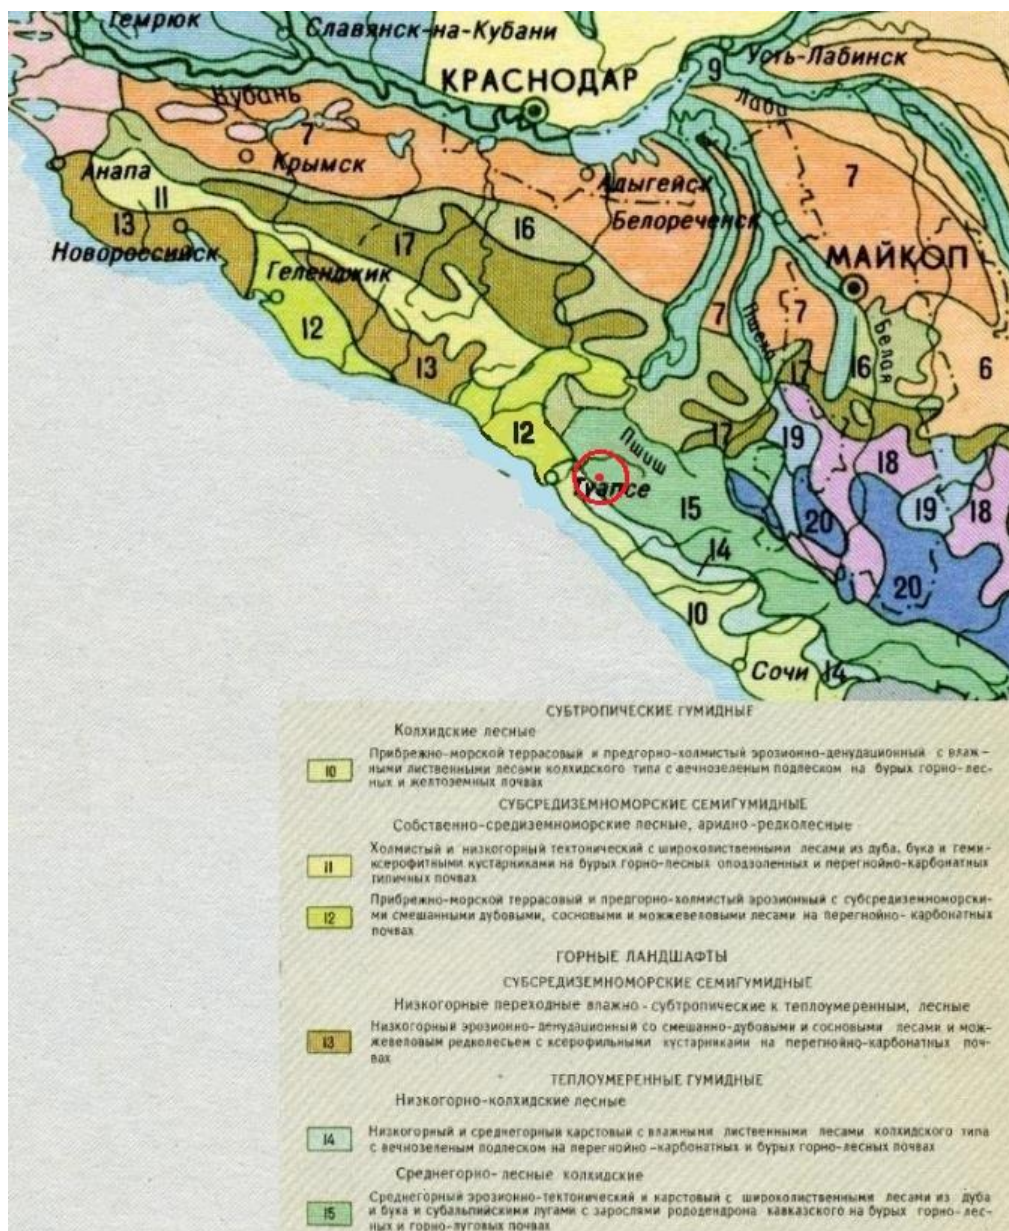 Темрюк
Славянск-на-Кубани
Усть-Лабинск
КРАСНОДАР
9
Кубань
Лаба
7
Крымск
Анапа
Адыгейск
7
11
Белореченск
13
16
17
Новороссийск
МАЙКОП
Геленджик
12
7
Пшеха
7
Белая
13
17
16
6
12
17
19
18
Пшиш
Туапсе
15
20
19
18
14
20
10
Сочи
14
СУБТРОПИЧЕСКИЕ ГУМИДНЫЕ
Колхидские лесные
10
Прибрежно-морской террасовый и предгорно-холмистый эрозионно-денудационный с влаж-
ными лиственными лесами колхидского типа с вечнозеленым подлеском на бурых горно-лес-
ных и желтоземных почвах
СУБСРЕДИЗЕМНОМОРСКИЕ СЕМИГУМИДНЫЕ
Собственно-средиземноморские лесные, аридно-редколесные
11
Холмистый и низкогорный тектонический с широколиственными лесами из дуба, бука и геми-
ксерофитными кустарниками на бурых горно-лесных оподзоленных и перегнойно-карбонатных
типичных почвах
12
Прибрежно-морской террасовый и предгорно-холмистый эрозионный с субсредиземноморски-
ми смешанными дубовыми, сосновыми и можжевеловыми лесами на перегнойно-карбонатных
почвах
ГОРНЫЕ ЛАНДШАФТЫ
СУБСРЕДИЗЕМНОМОРСКИЕ СЕМИГУМИДНЫЕ
Низкогорные переходные влажно-субтропические к теплоумеренным, лесные
13
Низкогорный эрозионно-денудационный со смешанно-дубовыми и сосновыми лесами и мож-
жевеловым редколесьем с ксерофильными кустарниками на перегнойно-карбонатных поч-
вах
ТЕПЛОУМЕРЕННЫЕ ГУМИДНЫЕ
Низкогорно-колхидские лесные
14
Низкогорный и среднегорный карстовый с влажными лиственными лесами колхидского типа
с вечнозеленым подлеском на перегнойно-карбонатных и бурых горно-лесных почвах
Среднегорно-лесные колхидские
15
Среднегорный эрозионно-тектонический и карстовый с широколиственными лесами из дуба
и бука и субальпийскими лугами с зарослями рододендрона кавказского на бурых горно-лес-
ных и горно-луговых почвах